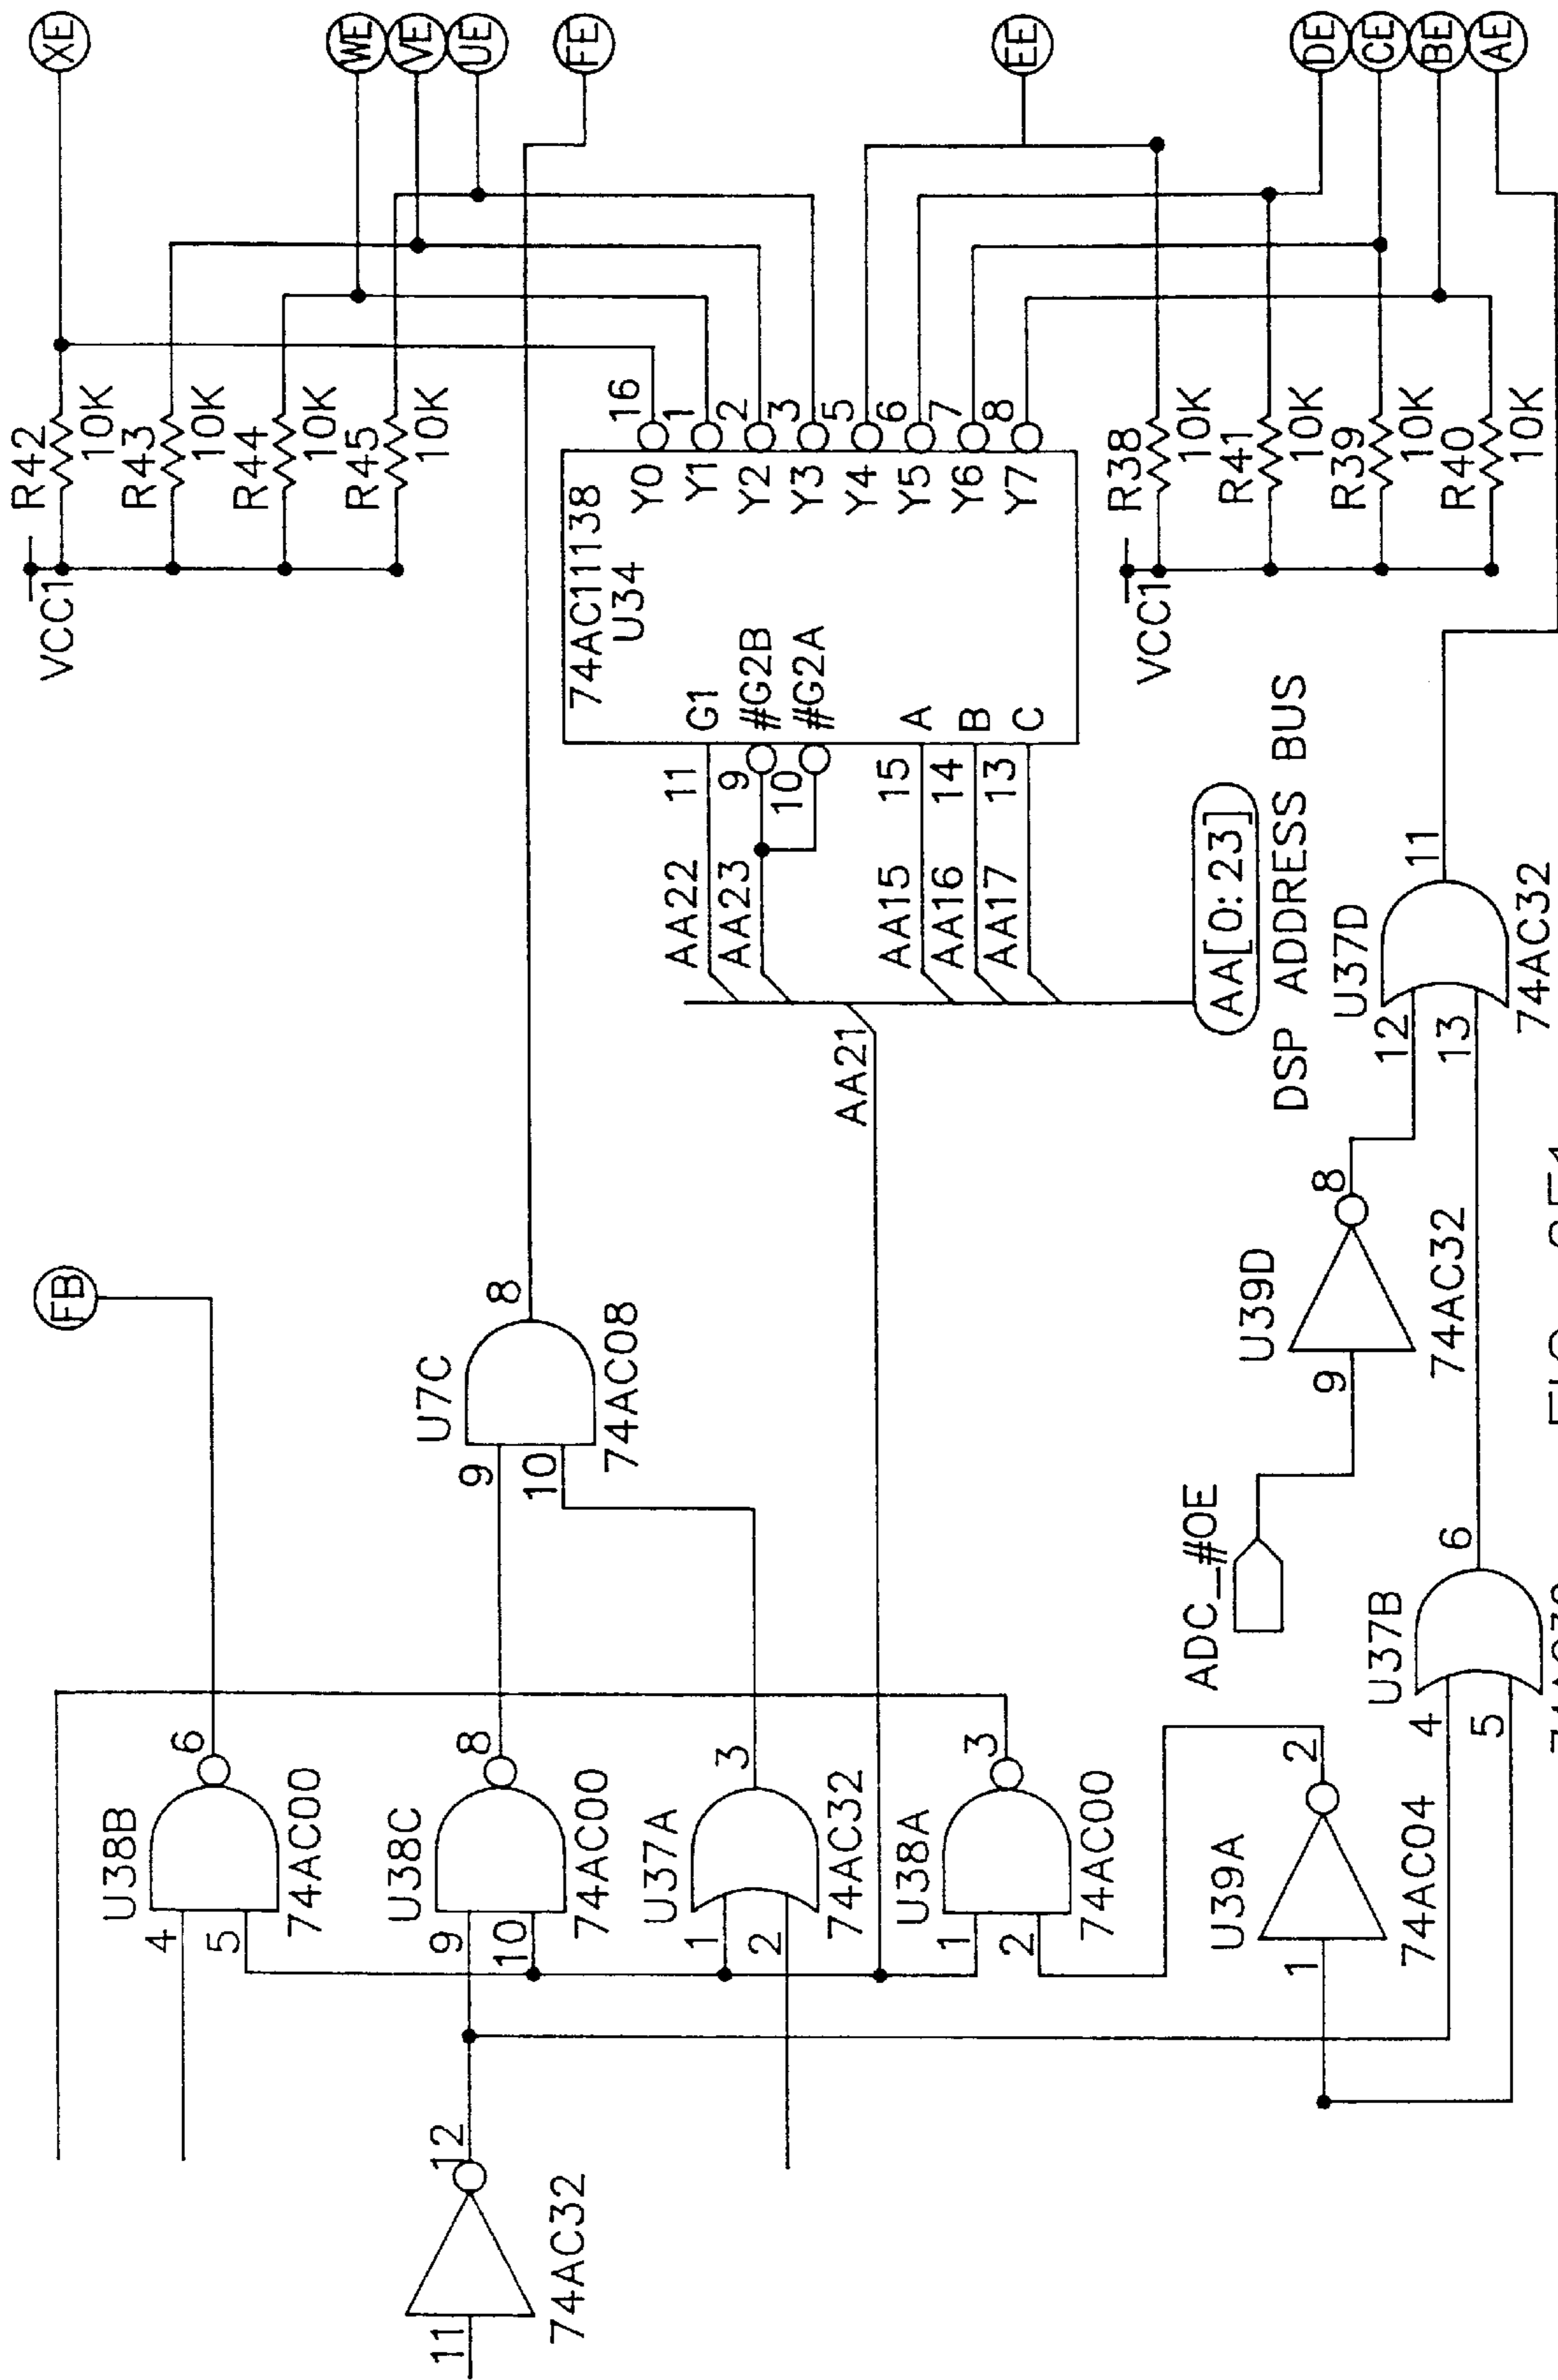 XE
WE
VE
UE
FE
EE
DE
CE
BE
AE
FB
R42
10K
R43
10K
R44
10K
R45
10K
VCC1
74AC11138
U34
G1
#G2B
#G2A
A
B
C
Y0
Y1
Y2
Y3
Y4
Y5
Y6
Y7
16
1
2
3
5
6
7
8
11
9
10
15
14
13
AA22
AA23
AA15
AA16
AA17
AA21
AA[0:23]
DSP ADDRESS BUS
R38
10K
R41
10K
R39
10K
R40
10K
VCC1
U38B
4
5
6
74AC00
U38C
9
10
8
74AC00
U37A
1
2
3
74AC32
U38A
1
2
3
74AC00
U7C
9
10
8
74AC08
11
12
74AC32
U39A
1
2
74AC04
U37B
4
5
6
ADC_#OE
U39D
9
8
74AC32
U37D
12
13
11
74AC32